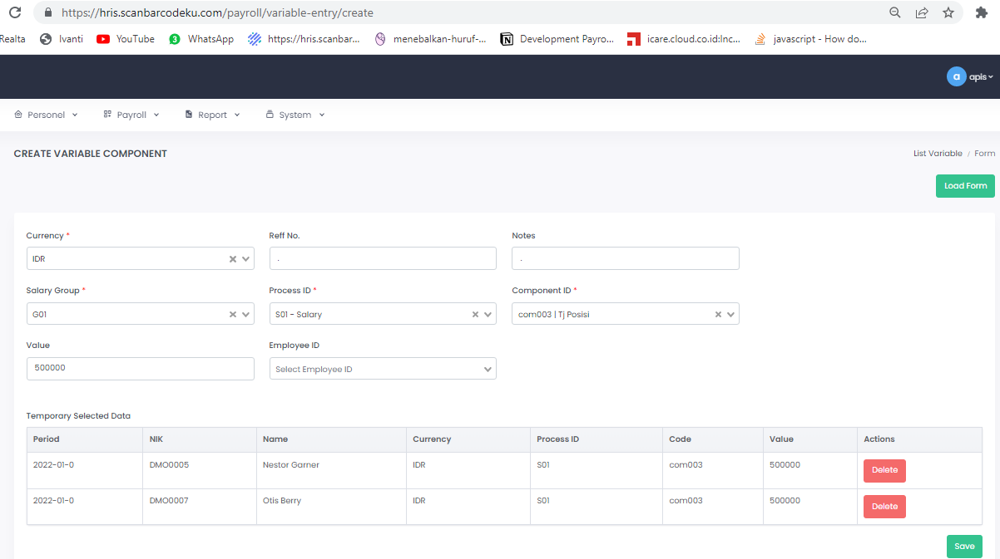 https://hris.scanbarcodeku.com/payroll/variable-entry/create
Realta Ivanti YouTube 3 WhatsApp https://hris.scanbar... menebalkan-huruf-... Development Payro... icare.cloud.co.id:Inc... javascript - How do...
a apis
Personel Payroll Report System
CREATE VARIABLE COMPONENT List Variable / Form
Load Form
Currency * Reff No. Notes
IDR . .
Salary Group * Process ID * Component ID *
G01 S01 - Salary com003 | Tj Posisi
Value Employee ID
500000 Select Employee ID
Temporary Selected Data
Period NIK Name Currency Process ID Code Value Actions
2022-01-0 DMO0005 Nestor Garner IDR S01 com003 500000 Delete
2022-01-0 DMO0007 Otis Berry IDR S01 com003 500000 Delete
Save